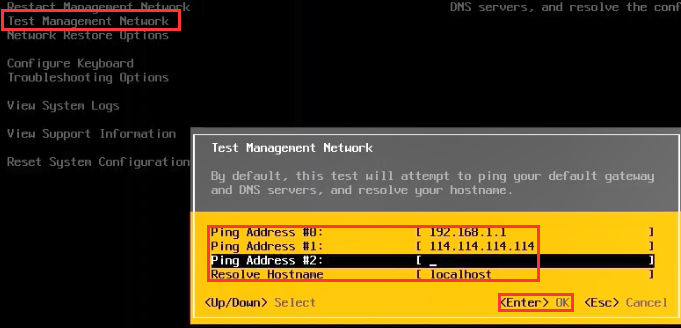 Restart Management Network
DNS servers, and resolve the conf
Test Management Network
Network Restore Options
Configure Keyboard
Troubleshooting Options
View System Logs
View Support Information
Reset System Configuration
Test Management Network
By default, this test will attempt to ping your default gateway
and DNS servers, and resolve your hostname.
Ping Address #0: [ 192.168.1.1 ]
Ping Address #1: [ 114.114.114.114 ]
Ping Address #2: [ _ ]
Resolve Hostname [ localhost ]
<Up/Down> Select <Enter> OK <Esc> Cancel